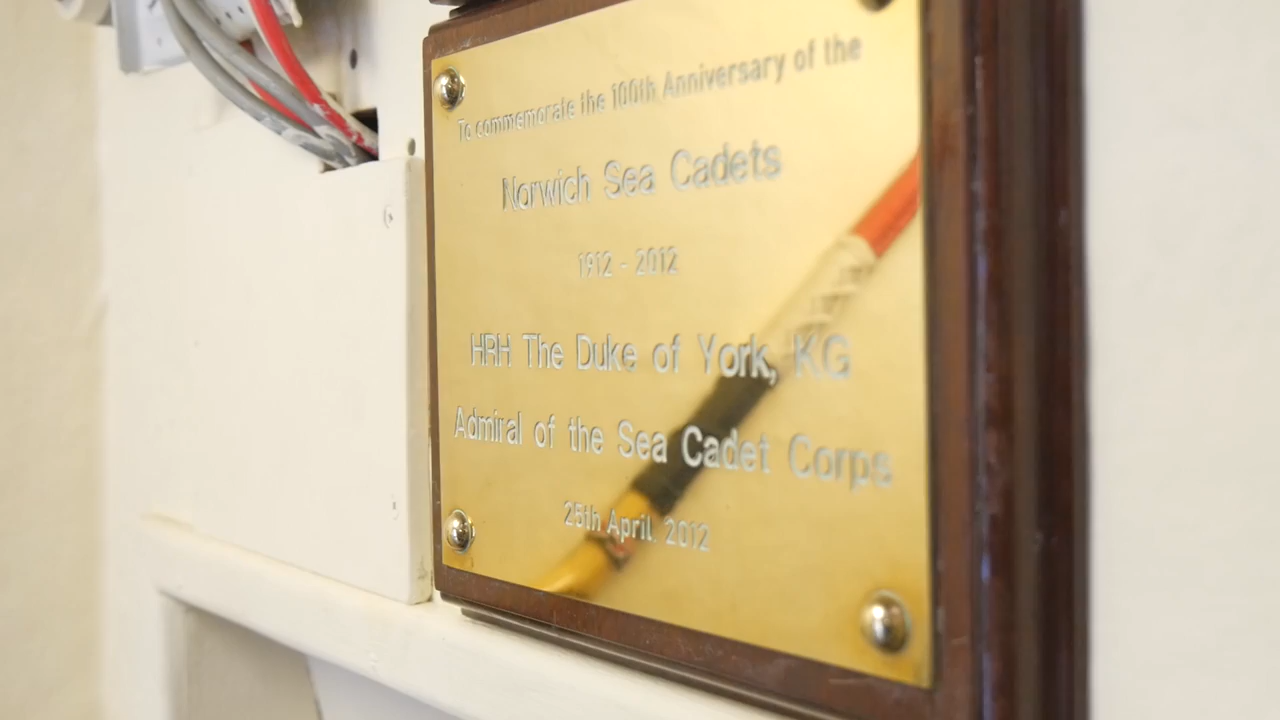 To commemorate the 100th Anniversary of the
Norwich Sea Cadets
1912 - 2012
HRH The Duke of York, KG
Admiral of the Sea Cadet Corps
25th April. 2012